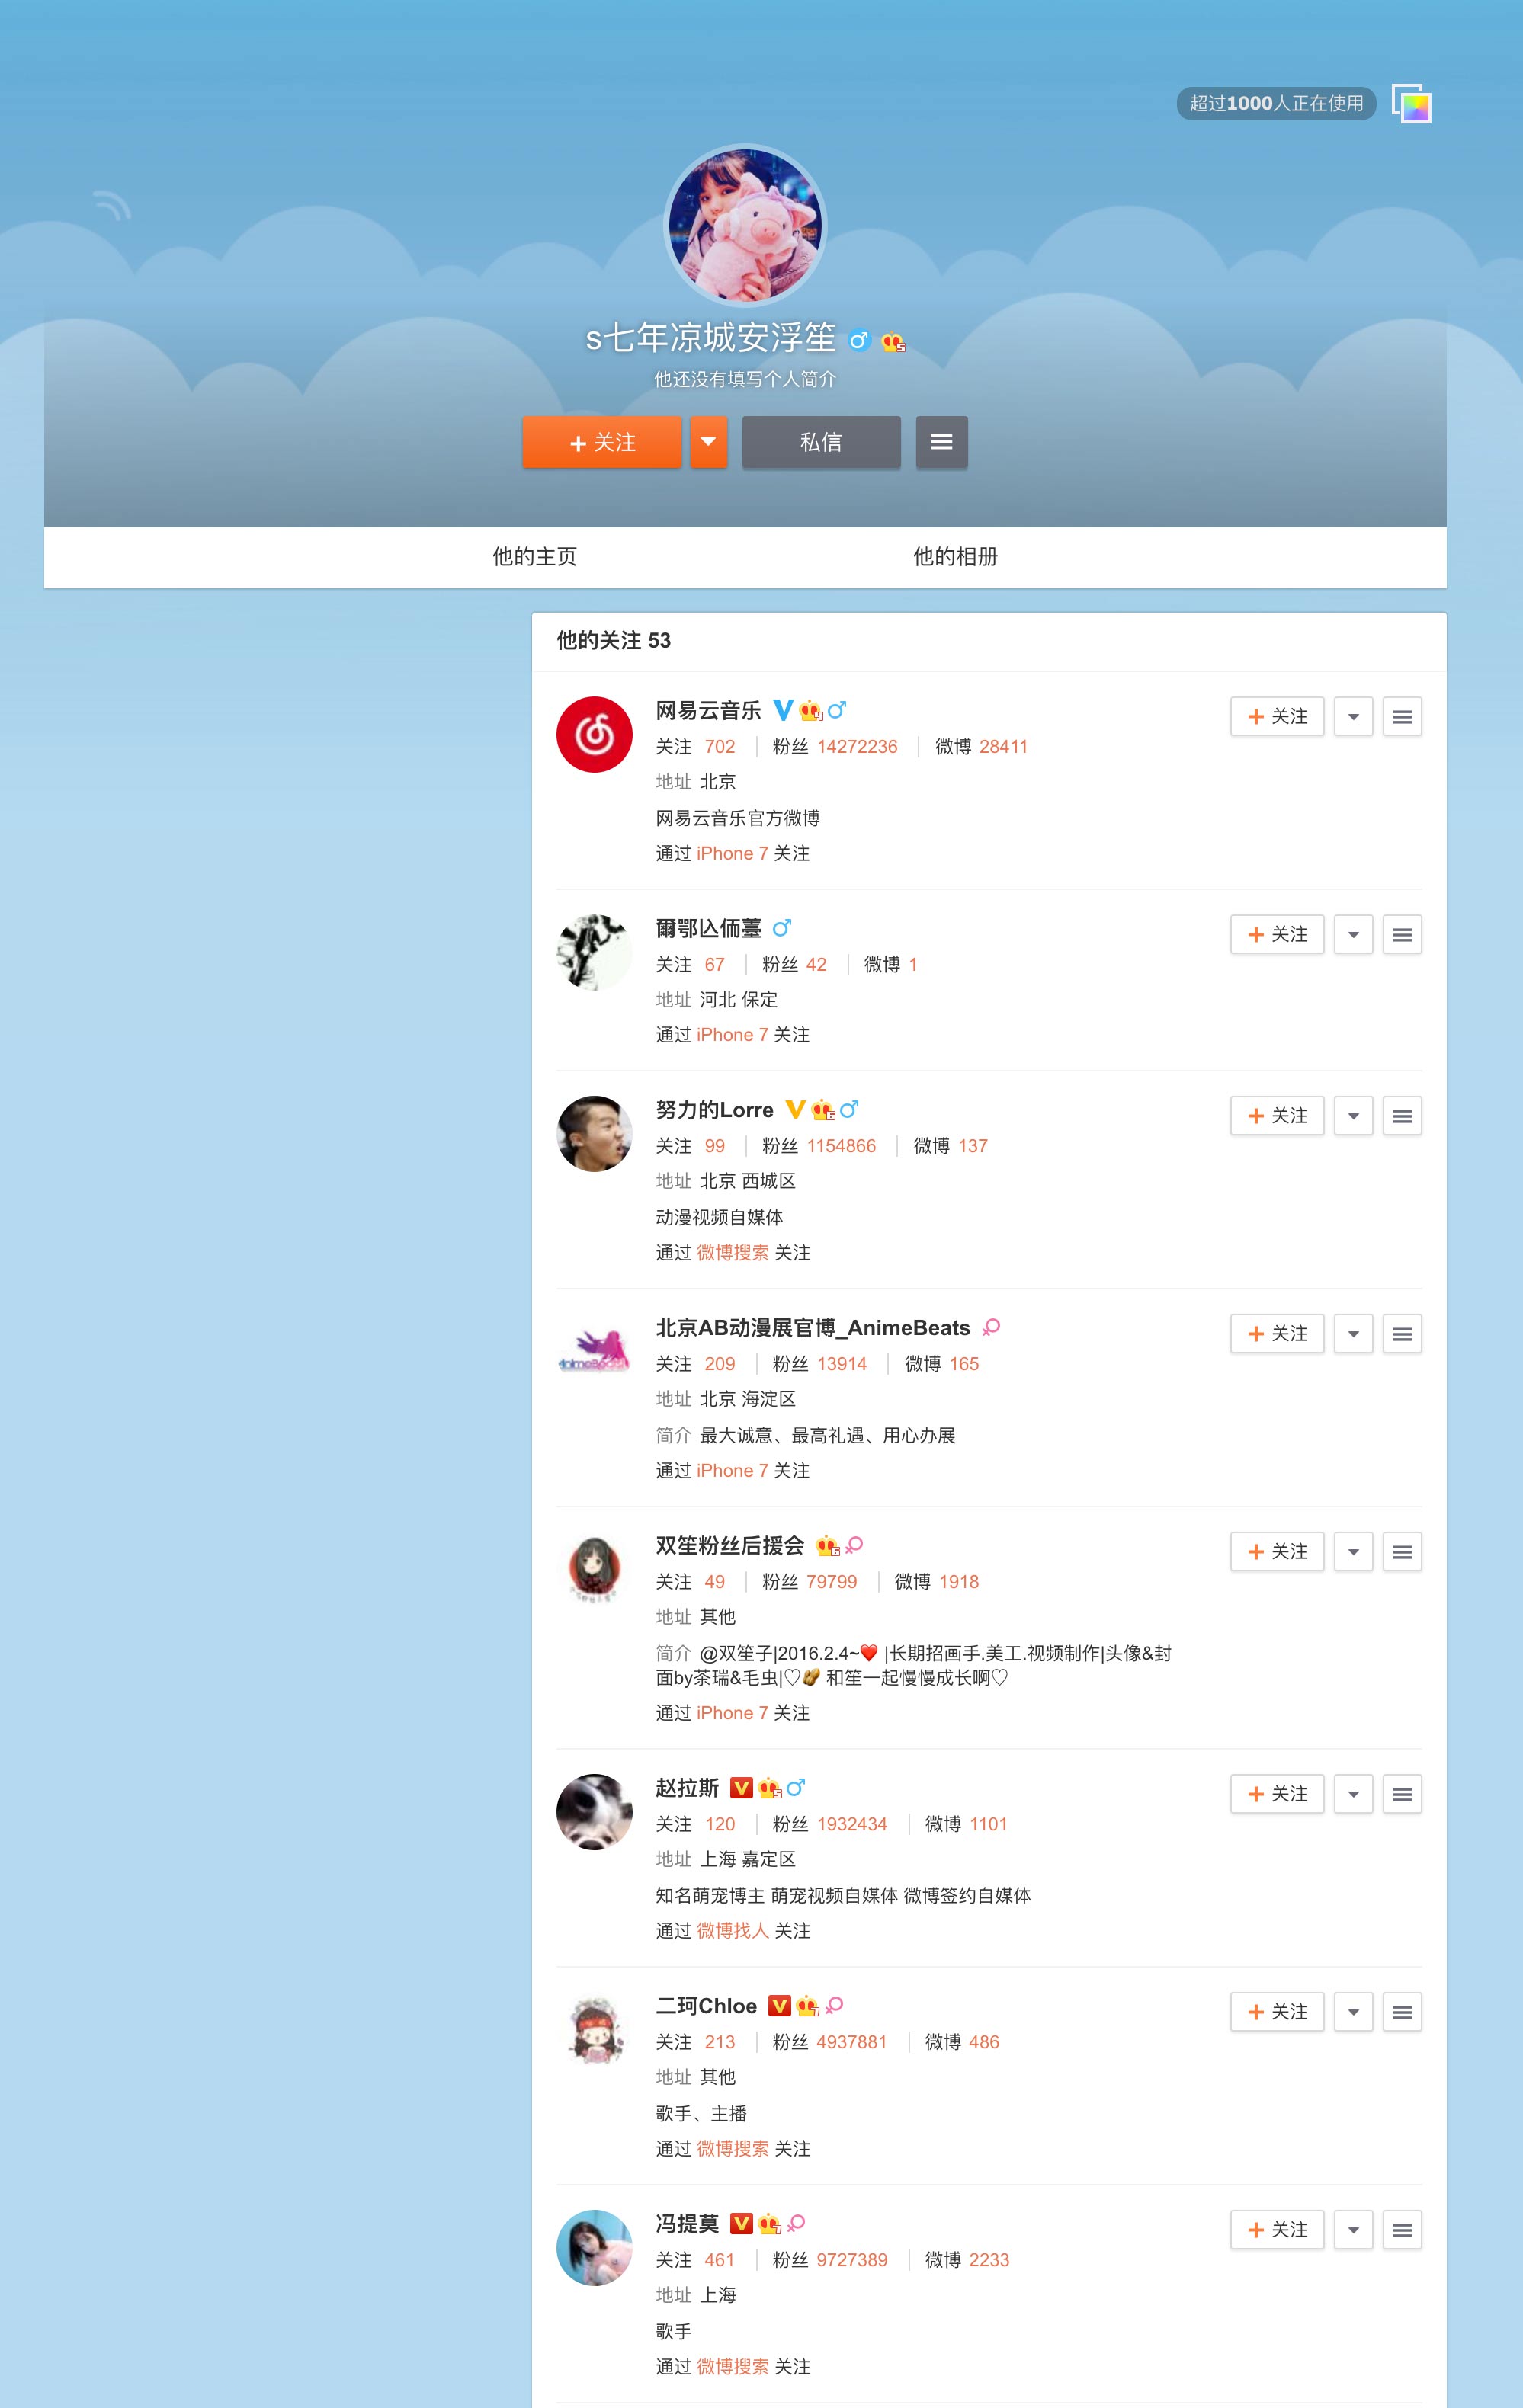 超过1000人正在使用
s七年凉城安浮笙
他还没有填写个人简介
+ 关注
私信
他的主页 他的相册
他的关注 53
网易云音乐
+ 关注
关注 702 粉丝 14272236 微博 28411
地址 北京
网易云音乐官方微博
通过 iPhone 7 关注
+ 关注
关注 67 粉丝 42 微博 1
地址 河北 保定
通过 iPhone 7 关注
努力的Lorre
+ 关注
关注 99 粉丝 1154866 微博 137
地址 北京 西城区
动漫视频自媒体
通过 微博搜索 关注
北京AB动漫展官博_AnimeBeats
+ 关注
关注 209 粉丝 13914 微博 165
地址 北京 海淀区
简介 最大诚意、最高礼遇、用心办展
通过 iPhone 7 关注
双笙粉丝后援会
+ 关注
关注 49 粉丝 79799 微博 1918
地址 其他
简介 @双笙子|2016.2.4~❤️ |长期招画手.美工.视频制作|头像&封
面by茶瑞&毛虫|♡🥜 和笙一起慢慢成长啊♡
通过 iPhone 7 关注
赵拉斯
+ 关注
关注 120 粉丝 1932434 微博 1101
地址 上海 嘉定区
知名萌宠博主 萌宠视频自媒体 微博签约自媒体
通过 微博找人 关注
二珂Chloe
+ 关注
关注 213 粉丝 4937881 微博 486
地址 其他
歌手、主播
通过 微博搜索 关注
冯提莫
+ 关注
关注 461 粉丝 9727389 微博 2233
地址 上海
歌手
通过 微博搜索 关注